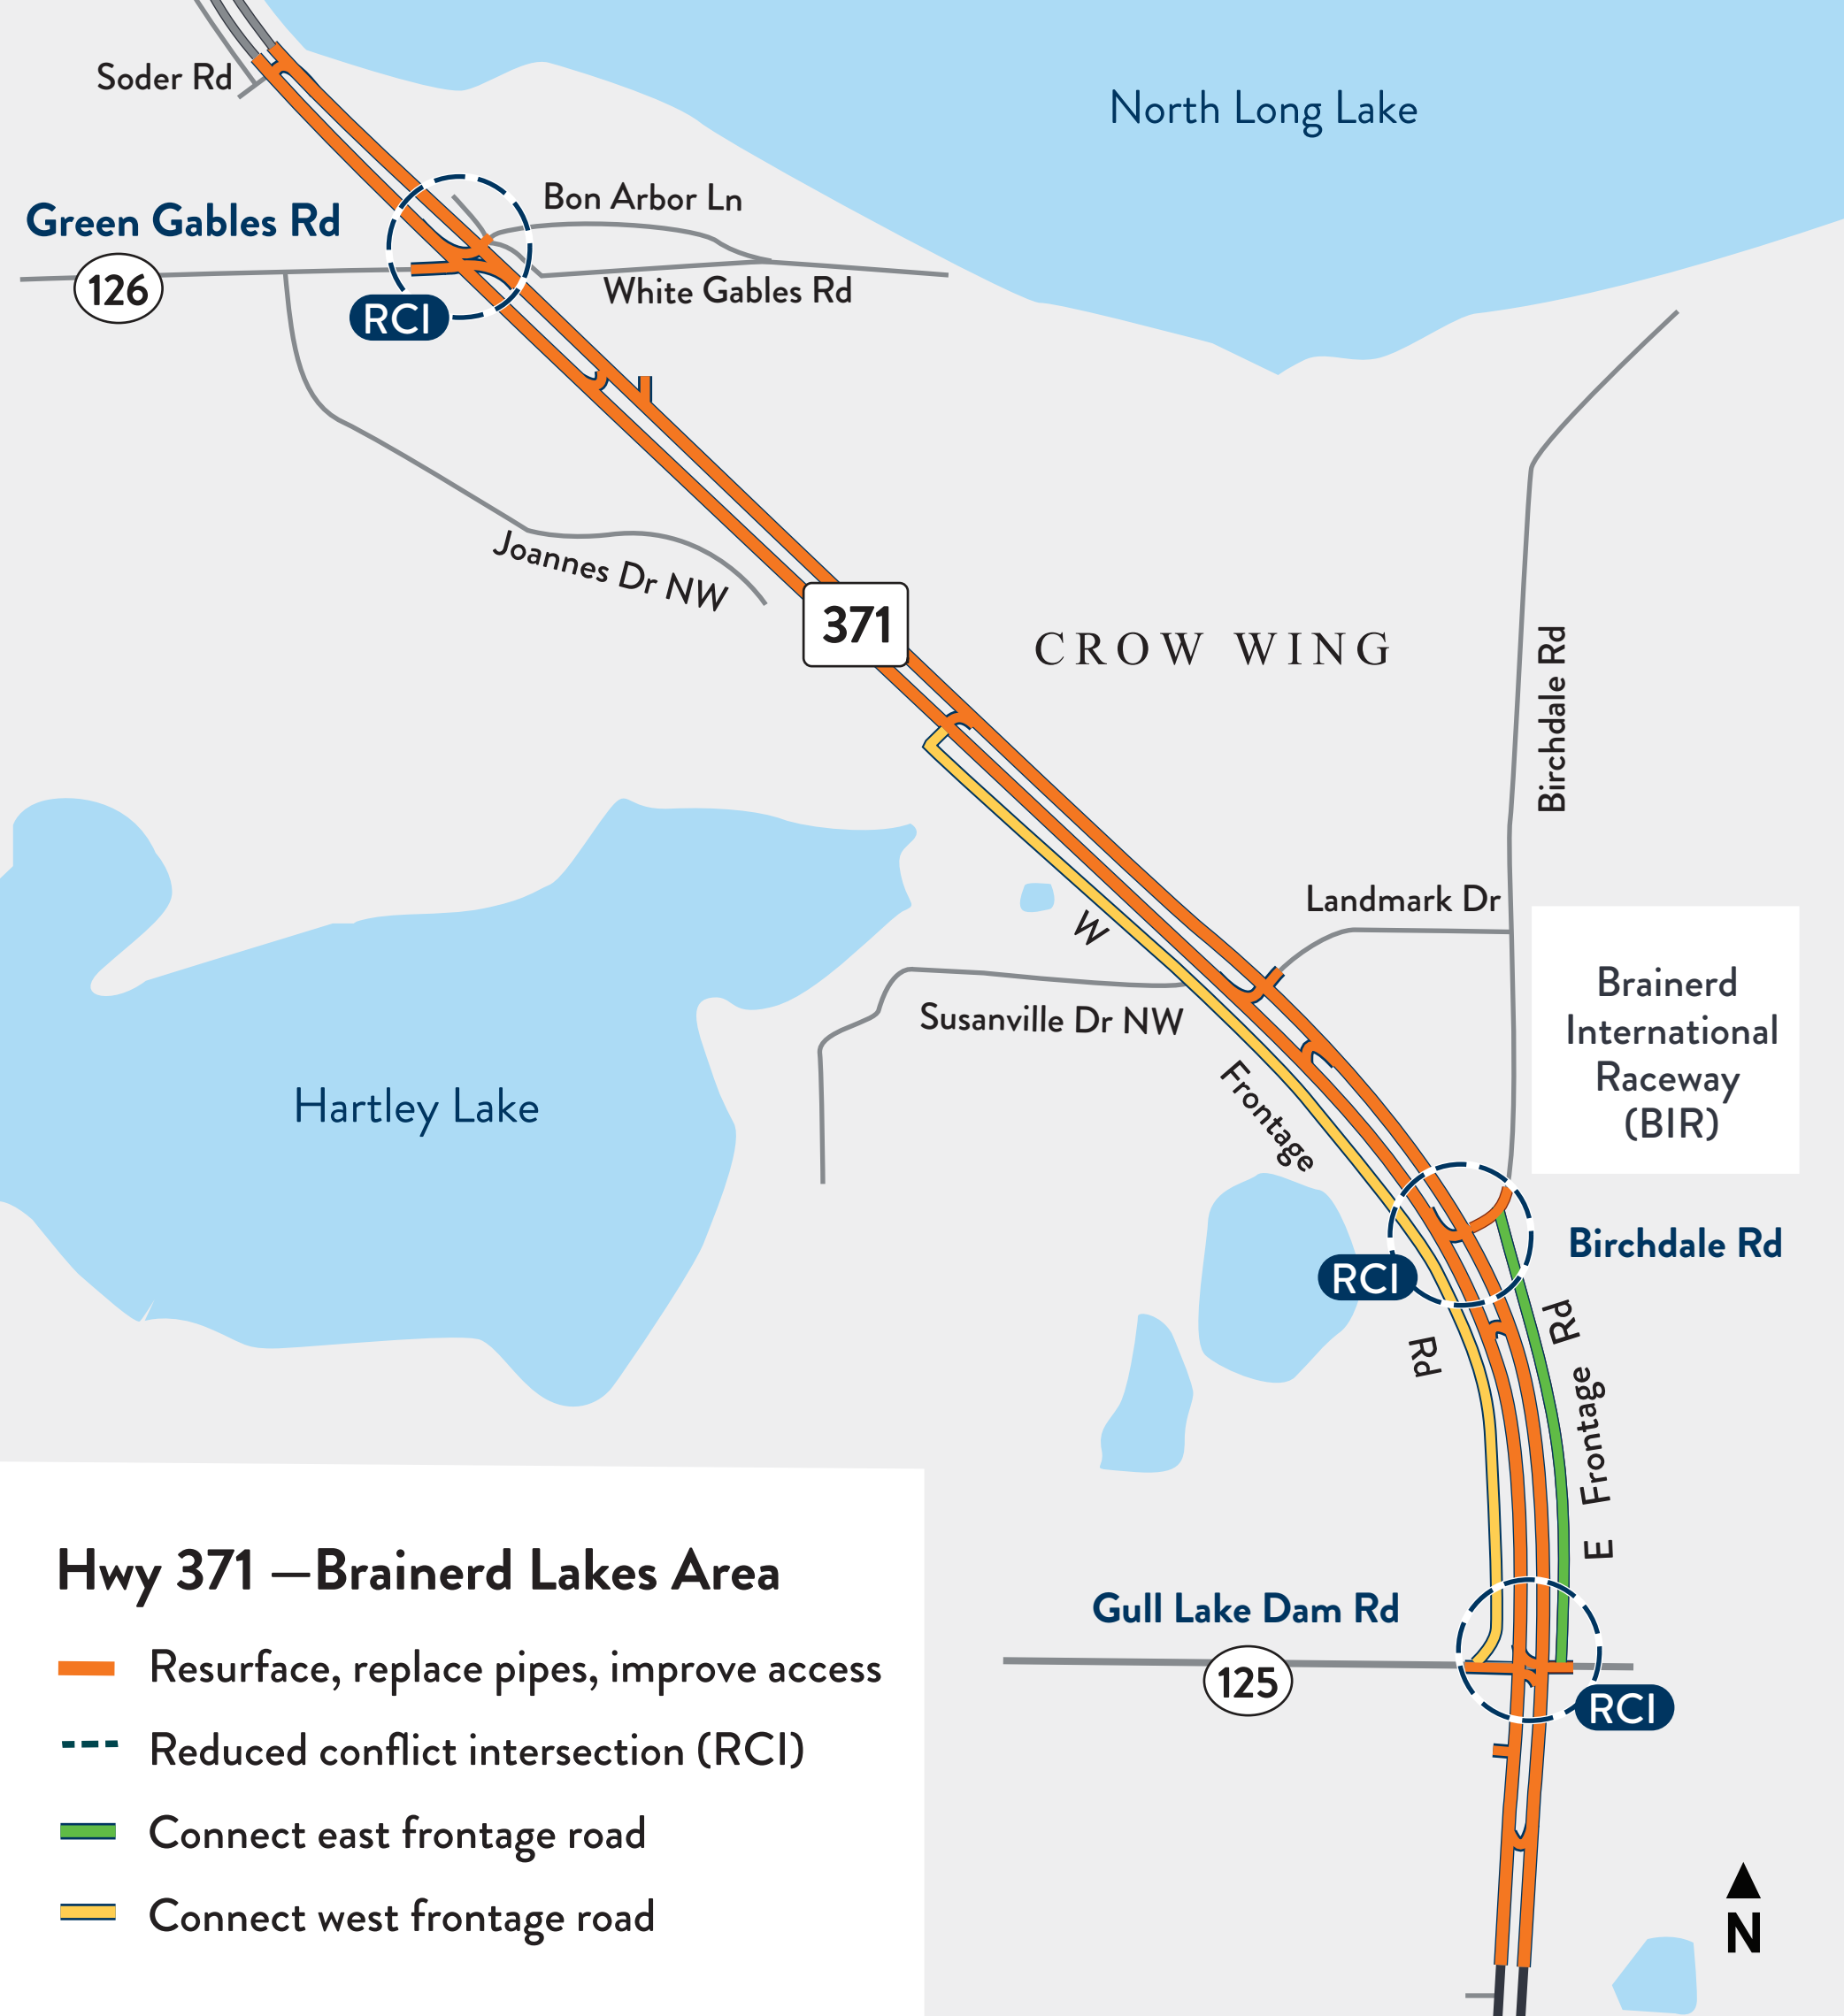 Soder Rd
North Long Lake
Green Gables Rd
Bon Arbor Ln
126
White Gables Rd
RCI
Joannes Dr NW
371
CROW WING
Birchdale Rd
Landmark Dr
W Frontage Rd
Susanville Dr NW
Brainerd
International
Raceway
(BIR)
Hartley Lake
Birchdale Rd
RCI
E Frontage Rd
Gull Lake Dam Rd
125
RCI
Hwy 371 —Brainerd Lakes Area
Resurface, replace pipes, improve access
Reduced conflict intersection (RCI)
Connect east frontage road
Connect west frontage road
N